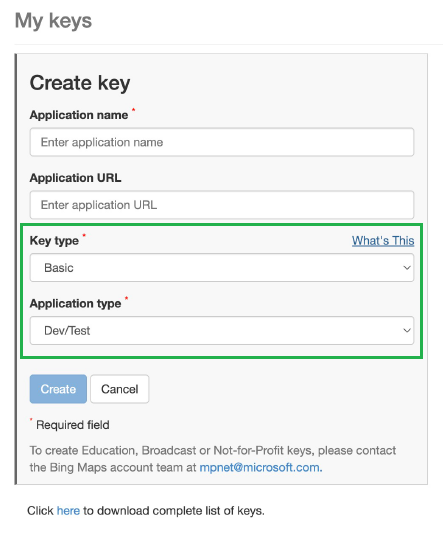 My keys
Create key
Application name *
Enter application name
Application URL
Enter application URL
Key type * What's This
Basic
Application type *
Dev/Test
Create Cancel
* Required field
To create Education, Broadcast or Not-for-Profit keys, please contact
the Bing Maps account team at mpnet@microsoft.com.
Click here to download complete list of keys.